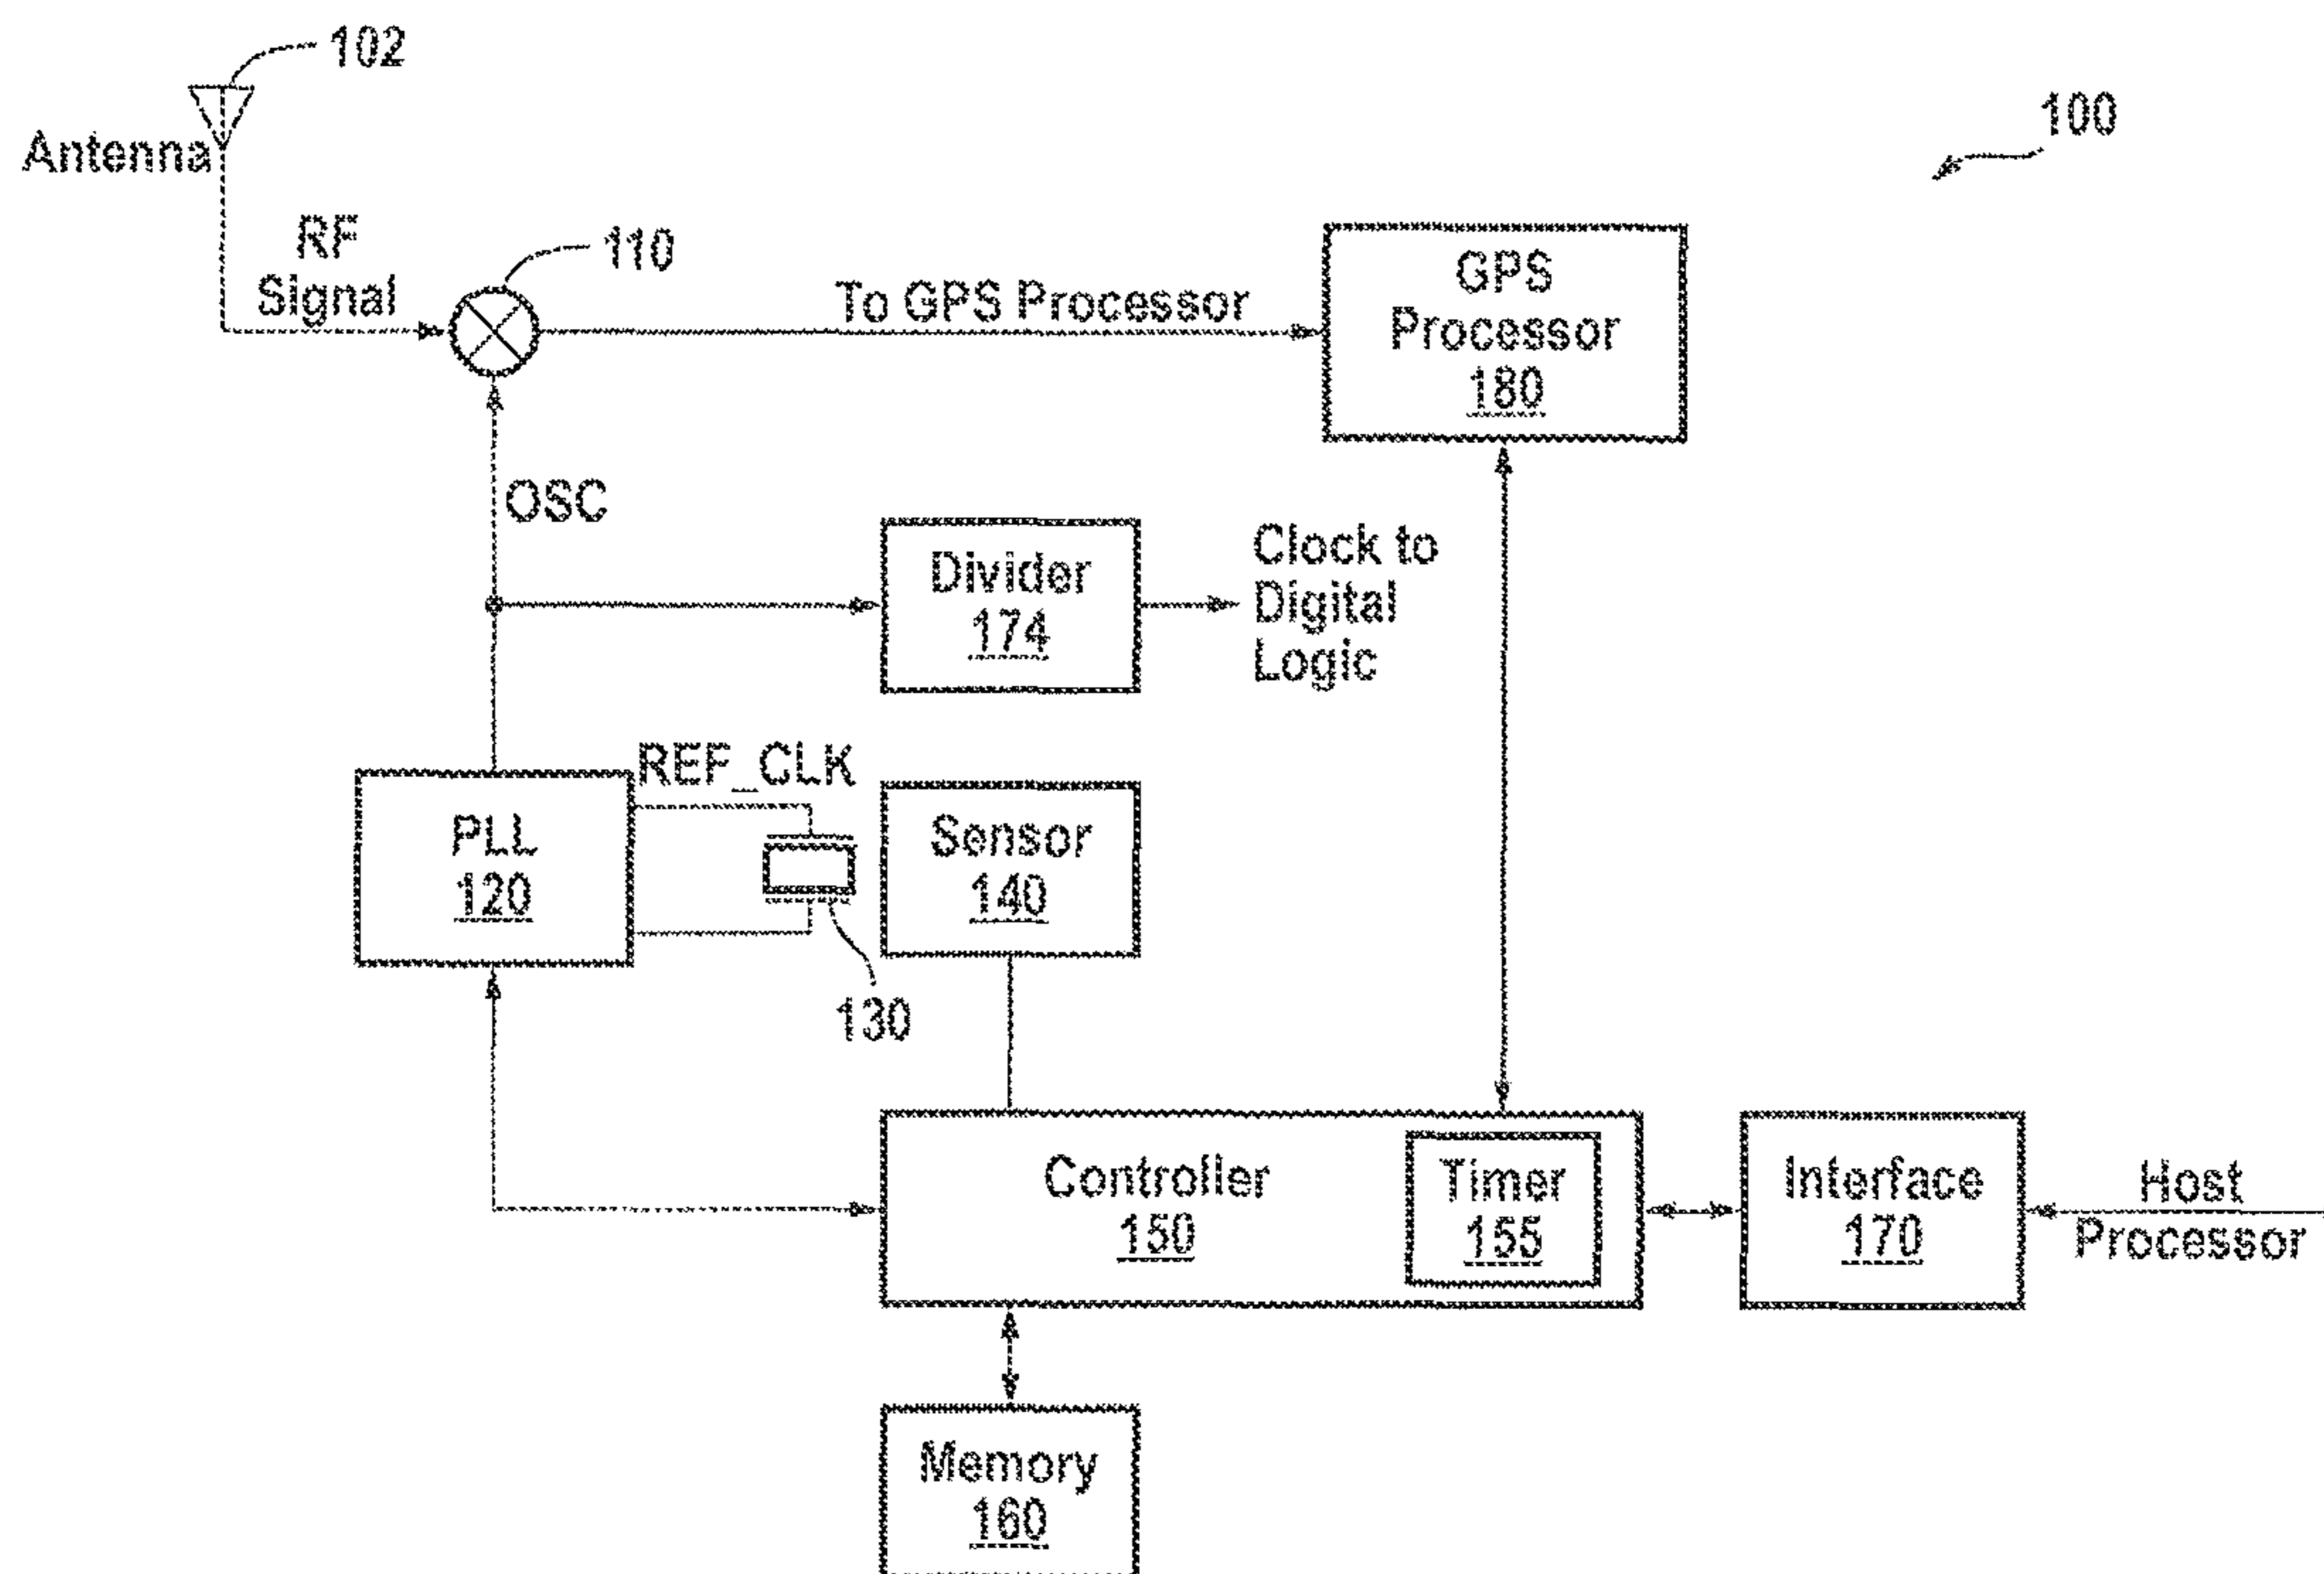 102
Antenna
100
RF
Signal
110
To GPS Processor
GPS
Processor
180
OSC
Divider
174
Clock to
Digital
Logic
REF_CLK
PLL
120
Sensor
140
130
Controller
150
Timer
155
Interface
170
Host
Processor
Memory
160